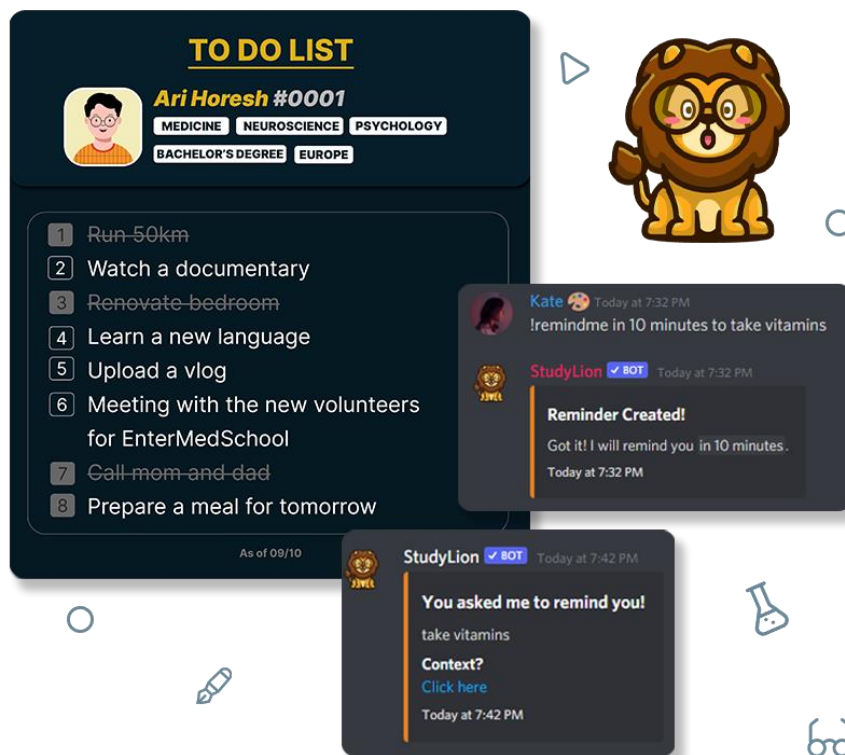 TO DO LIST
Ari Horesh #0001
MEDICINE NEUROSCIENCE PSYCHOLOGY
BACHELOR'S DEGREE EUROPE
1 Run 50km
2 Watch a documentary
3 Renovate bedroom
4 Learn a new language
5 Upload a vlog
6 Meeting with the new volunteers
for EnterMedSchool
7 Call mom and dad
8 Prepare a meal for tomorrow
As of 09/10
Kate Today at 7:32 PM
!remindme in 10 minutes to take vitamins
StudyLion ✓ BOT Today at 7:32 PM
Reminder Created!
Got it! I will remind you in 10 minutes.
Today at 7:32 PM
StudyLion ✓ BOT Today at 7:42 PM
You asked me to remind you!
take vitamins
Context?
Click here
Today at 7:42 PM